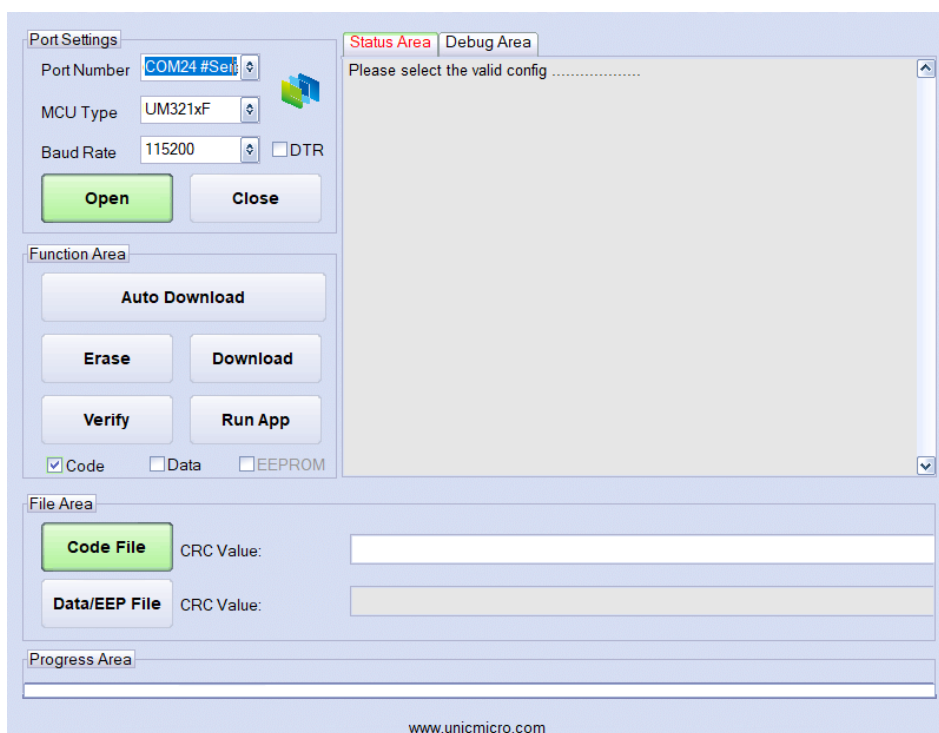 Port Settings
Port Number COM24 #Seri
MCU Type UM321xF
Baud Rate 115200 DTR
Open Close
Function Area
Auto Download
Erase Download
Verify Run App
Code Data EEPROM
Status Area Debug Area
Please select the valid config ...................
File Area
Code File CRC Value:
Data/EEP File CRC Value:
Progress Area
www.unicmicro.com